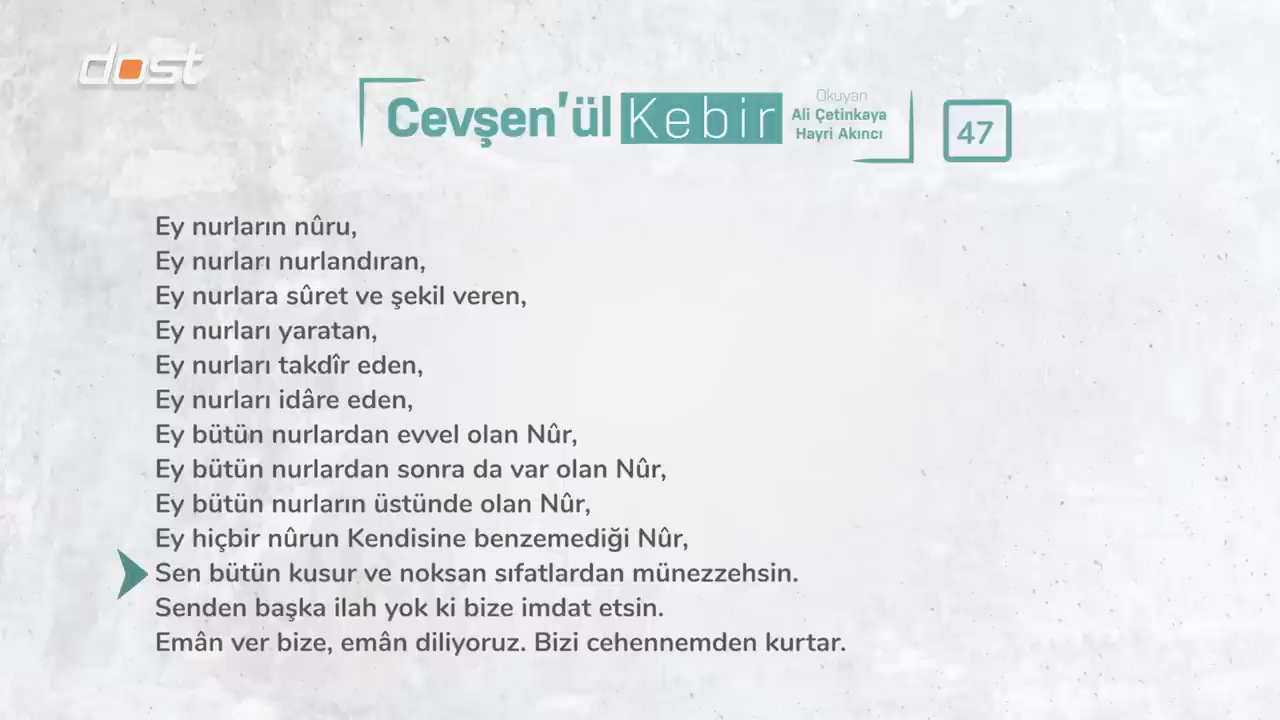 dost
Cevşen'ül Kebir
Okuyan
Ali Çetinkaya
Hayri Akıncı
47
Ey nurların nûru,
Ey nurları nurlandıran,
Ey nurlara sûret ve şekil veren,
Ey nurları yaratan,
Ey nurları takdîr eden,
Ey nurları idâre eden,
Ey bütün nurlardan evvel olan Nûr,
Ey bütün nurlardan sonra da var olan Nûr,
Ey bütün nurların üstünde olan Nûr,
Ey hiçbir nûrun Kendisine benzemediği Nûr,
Sen bütün kusur ve noksan sıfatlardan münezzehsin.
Senden başka ilah yok ki bize imdat etsin.
Emân ver bize, emân diliyoruz. Bizi cehennemden kurtar.